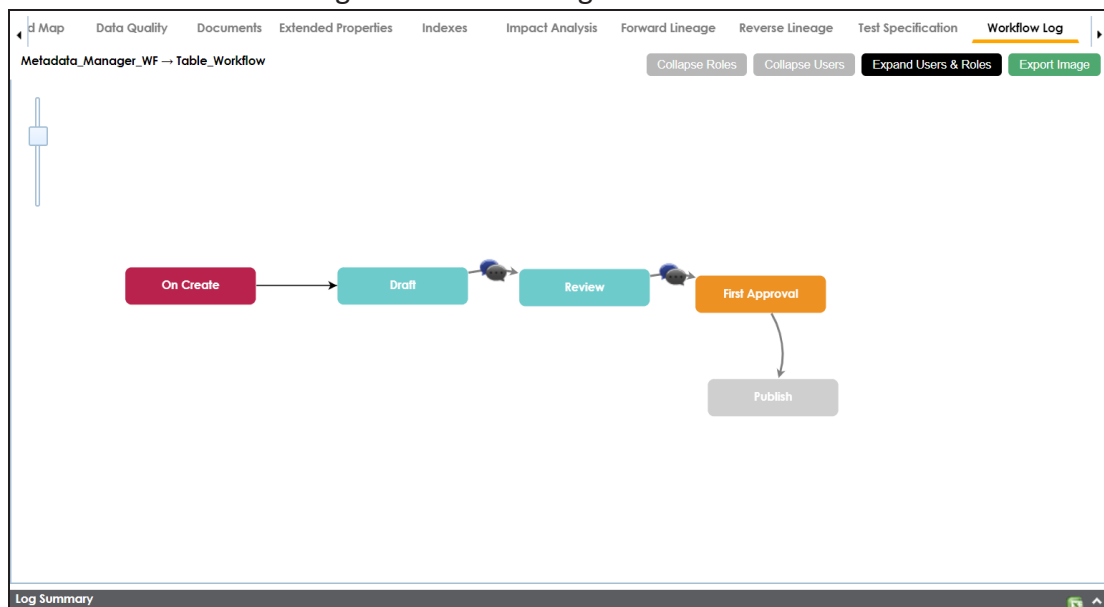 d Map Data Quality Documents Extended Properties Indexes Impact Analysis Forward Lineage Reverse Lineage Test Specification Workflow Log
Metadata_Manager_WF → Table_Workflow Collapse Roles Collapse Users Expand Users & Roles Export Image
On Create Draft Review First Approval
Publish
Log Summary